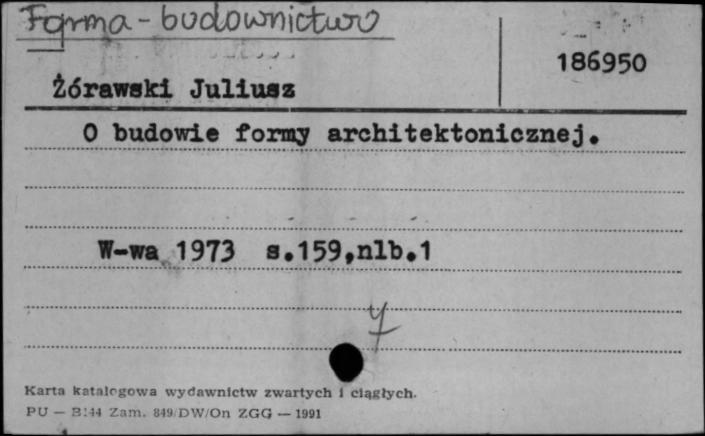 Forma - budownictwo
186950
Żórawski Juliusz
O budowie formy architektonicznej.
W-wa 1973 s.159,nlb.1
Karta katalogowa wydawnictw zwartych i ciągłych.
PU — B144 Zam. 849/DW/On ZGG — 1991